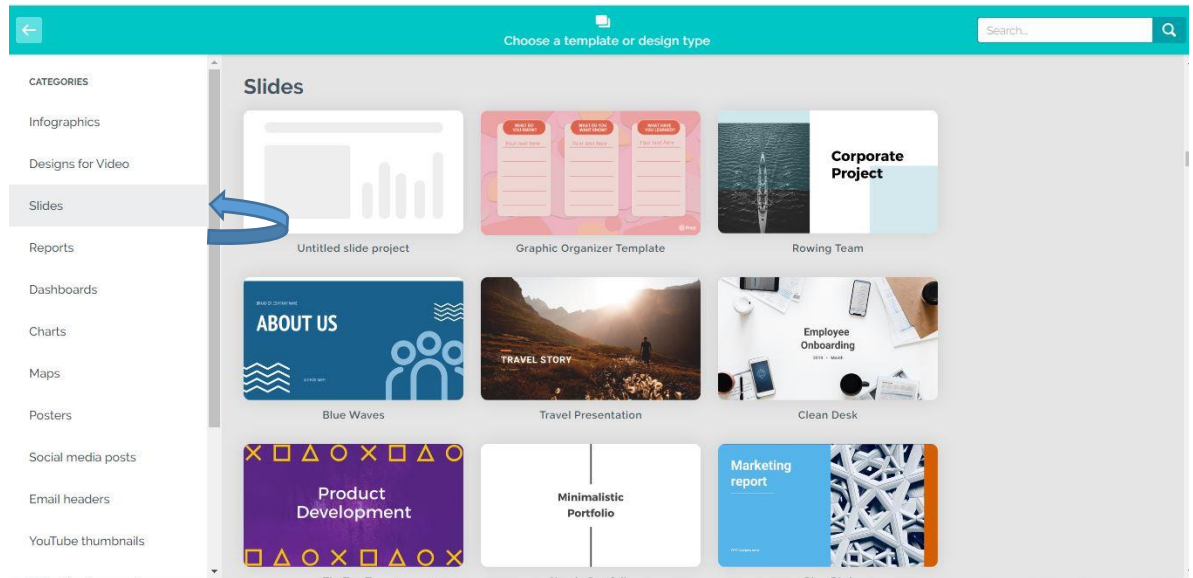 Choose a template or design type
Search...
CATEGORIES
Infographics
Designs for Video
Slides
Reports
Dashboards
Charts
Maps
Posters
Social media posts
Email headers
YouTube thumbnails
Slides
WHAT DO
YOU KNOW?
WHAT DO YOU
WANT KNOW?
WHAT HAVE
YOU LEARNED?
Your text here
Your text here
Your text here
Corporate
Project
Untitled slide project
Graphic Organizer Template
Rowing Team
ABOUT US
TRAVEL STORY
Employee
Onboarding
Blue Waves
Travel Presentation
Clean Desk
Product
Development
Minimalistic
Portfolio
Marketing
report